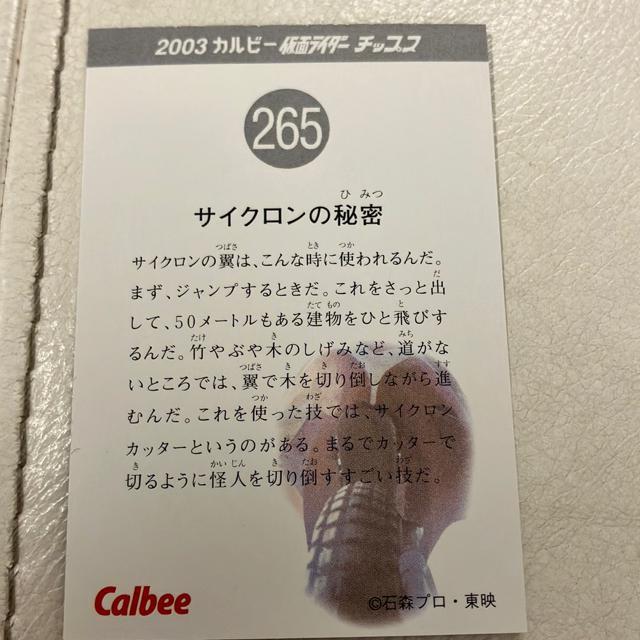 2003 カルビー 仮面ライダー チップス
265
ひみつ
サイクロンの秘密
つばさ とき つか
サイクロンの翼は、こんな時に使われるんだ。
だ
まず、ジャンプするときだ。これをさっと出
たてもの と
して、50メートルもある建物をひと飛びす
たけ き みち
るんだ。竹やぶや木のしげみなど、道がな
つばさ き き たお すす
いところでは、翼で木を切り倒しながら進
つか わざ
むんだ。これを使った技では、サイクロン
カッターというのがある。まるでカッターで
き かいじん き たお わざ
切るように怪人を切り倒すすごい技だ。
Calbee
©石森プロ・東映